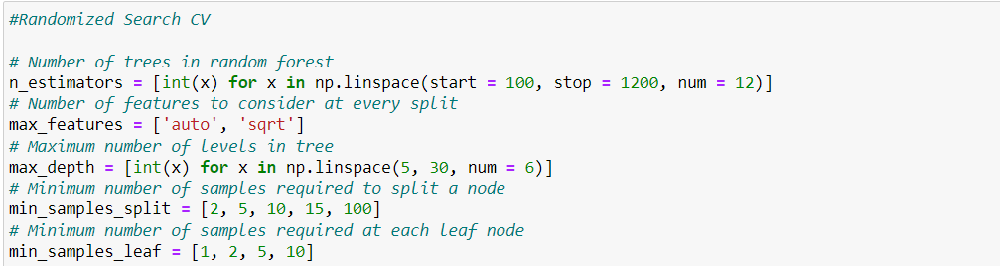 #Randomized Search CV
# Number of trees in random forest
n_estimators = [int(x) for x in np.linspace(start = 100, stop = 1200, num = 12)]
# Number of features to consider at every split
max_features = ['auto', 'sqrt']
# Maximum number of levels in tree
max_depth = [int(x) for x in np.linspace(5, 30, num = 6)]
# Minimum number of samples required to split a node
min_samples_split = [2, 5, 10, 15, 100]
# Minimum number of samples required at each leaf node
min_samples_leaf = [1, 2, 5, 10]